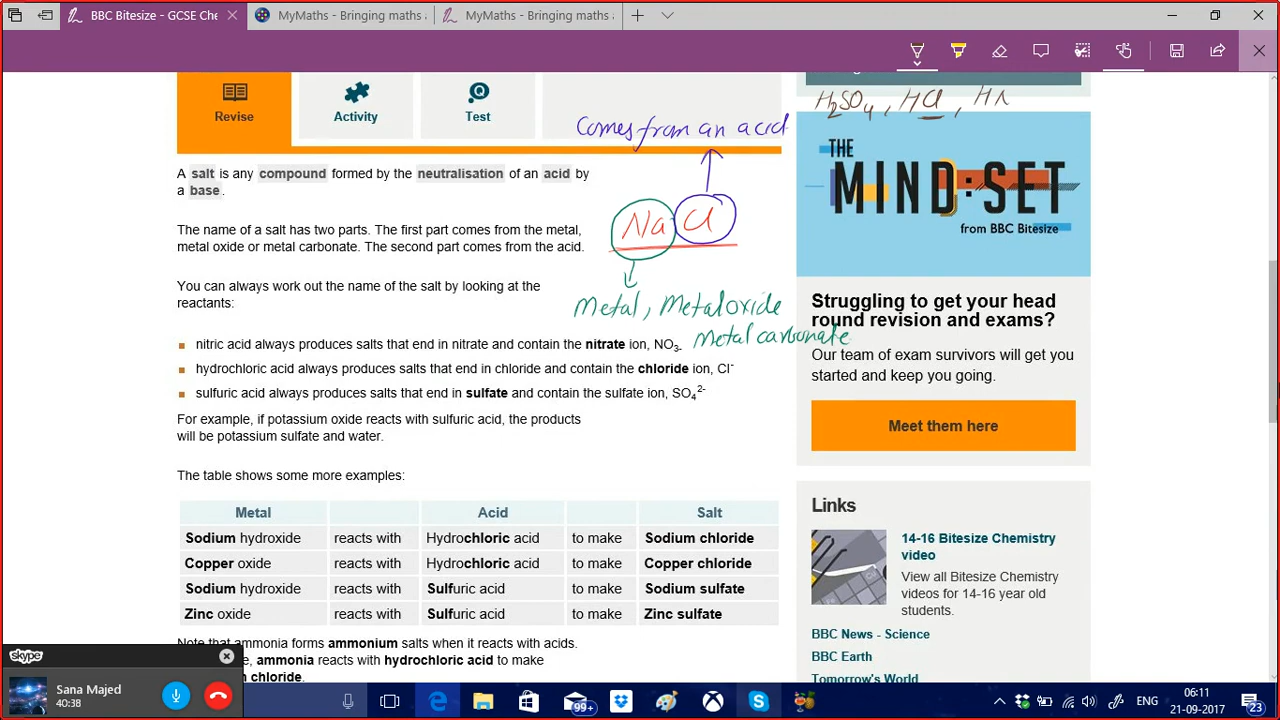 BBC Bitesize - GCSE Che
MyMaths - Bringing maths
MyMaths - Bringing maths
Revise
Activity
Test
Comes from an acid
H2SO4, HCl, HN
A salt is any compound formed by the neutralisation of an acid by
a base.
NaCl
The name of a salt has two parts. The first part comes from the metal,
metal oxide or metal carbonate. The second part comes from the acid.
You can always work out the name of the salt by looking at the
reactants:
Metal, Metal oxide
metal carbonate
nitric acid always produces salts that end in nitrate and contain the nitrate ion, NO3-
hydrochloric acid always produces salts that end in chloride and contain the chloride ion, Cl-
sulfuric acid always produces salts that end in sulfate and contain the sulfate ion, SO4 2-
For example, if potassium oxide reacts with sulfuric acid, the products
will be potassium sulfate and water.
The table shows some more examples:
Metal Acid Salt
Sodium hydroxide reacts with Hydrochloric acid to make Sodium chloride
Copper oxide reacts with Hydrochloric acid to make Copper chloride
Sodium hydroxide reacts with Sulfuric acid to make Sodium sulfate
Zinc oxide reacts with Sulfuric acid to make Zinc sulfate
Note that ammonia forms ammonium salts when it reacts with acids.
ammonia reacts with hydrochloric acid to make
chloride.
THE
MIND:SET
from BBC Bitesize
Struggling to get your head
round revision and exams?
Our team of exam survivors will get you
started and keep you going.
Meet them here
Links
14-16 Bitesize Chemistry
video
View all Bitesize Chemistry
videos for 14-16 year old
students.
BBC News - Science
BBC Earth
Tomorrow's World
skype
Sana Majed
40:38
99+
ENG
06:11
21-09-2017
23